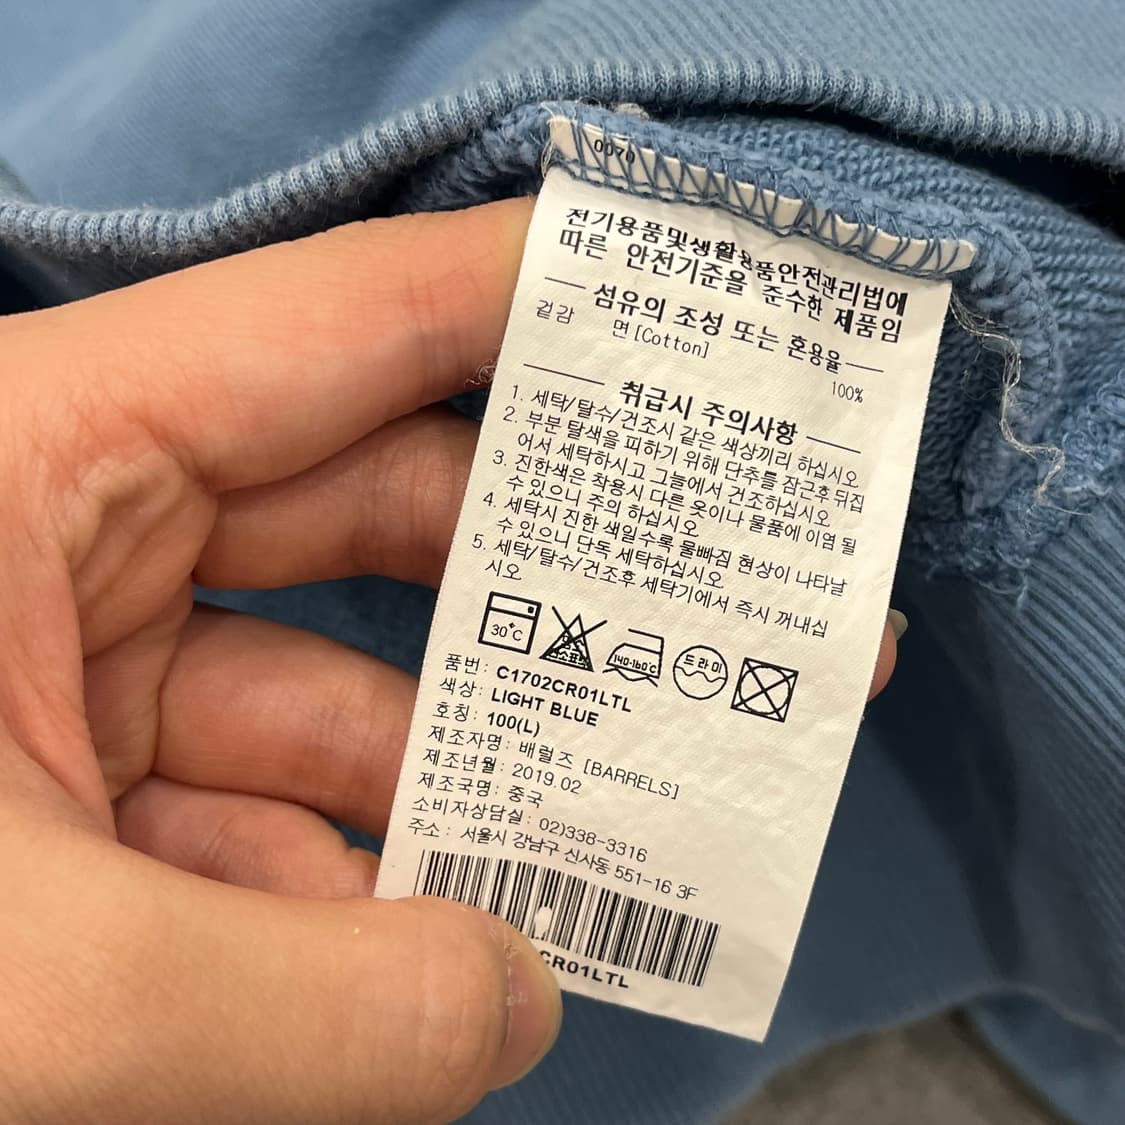 0070
전기용품및생활용품안전관리법에
따른 안전기준을 준수한 제품임
섬유의 조성 또는 혼용율
겉감 면[Cotton] 100%
취급시 주의사항
1. 세탁/탈수/건조시 같은 색상끼리 하십시오
2. 부분 탈색을 피하기 위해 단추를 잠근후 뒤집
어서 세탁하시고 그늘에서 건조하십시오
3. 진한색은 착용시 다른 옷이나 물품에 이염 될
수 있으니 주의 하십시오
4. 세탁시 진한 색일수록 물빠짐 현상이 나타날
수 있으니 단독 세탁하십시오
5. 세탁/탈수/건조후 세탁기에서 즉시 꺼내십
시오
30℃ 140-160℃ 드라이
품번: C1702CR01LTL
색상: LIGHT BLUE
호칭: 100(L)
제조자명: 배럴즈 [BARRELS]
제조년월: 2019.02
제조국명: 중국
소비자상담실: 02)338-3316
주소: 서울시 강남구 신사동 551-16 3F
CR01LTL